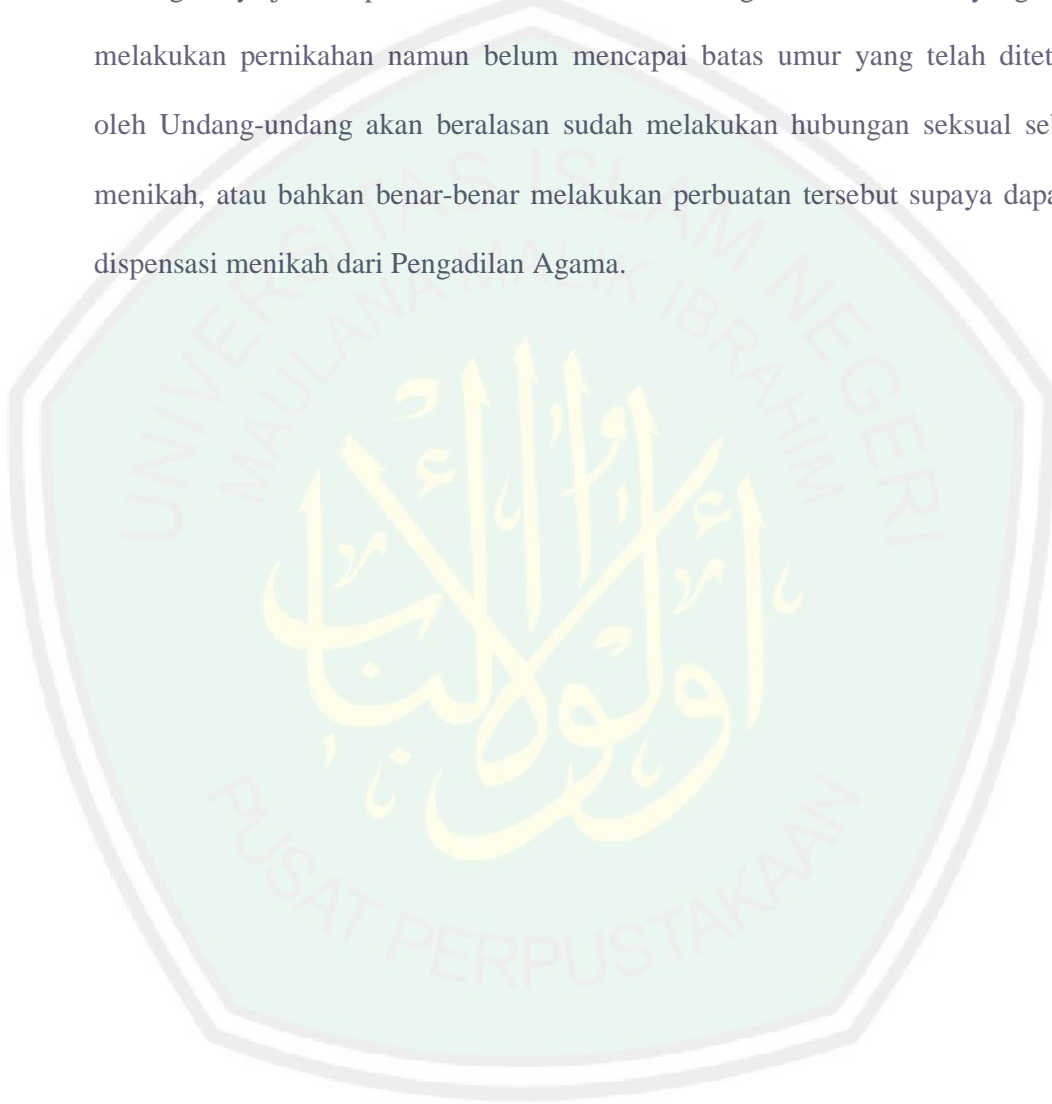 melakukan pernikahan namun belum mencapai batas umur yang telah
oleh Undang-undang akan beralasan sudah melakukan hubungan seksual
menikah, atau bahkan benar-benar melakukan perbuatan tersebut supaya
dispensasi menikah dari Pengadilan Agama.
UNIVERSITAS ISLAM NEGERI
MAULANA MALIK IBRAHIM
أولوا الألباب
PUSAT PERPUSTAKAAN